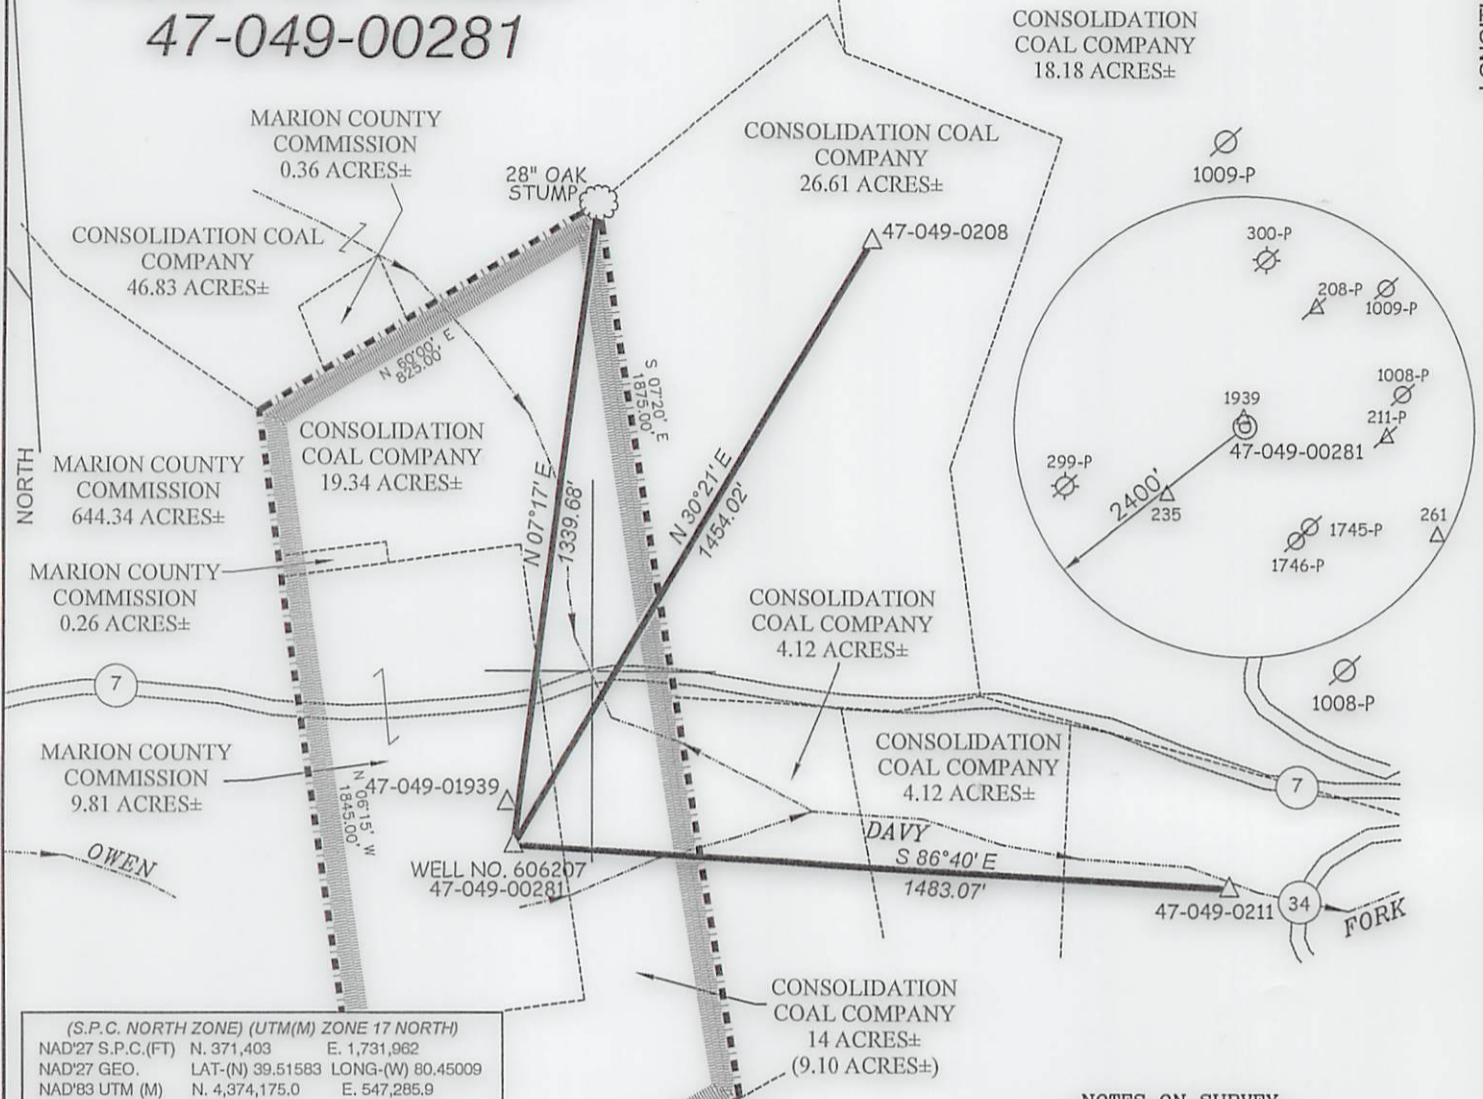 47-049-00281
CONSOLIDATION
COAL COMPANY
18.18 ACRES±
MARION COUNTY
COMMISSION
0.36 ACRES±
CONSOLIDATION COAL
COMPANY
26.61 ACRES±
28" OAK
STUMP
47-049-0208
CONSOLIDATION COAL
COMPANY
46.83 ACRES±
N 60°00' E
825.00'
S 07°20' E
1875.00'
CONSOLIDATION
COAL COMPANY
19.34 ACRES±
NORTH
MARION COUNTY
COMMISSION
644.34 ACRES±
N 07°17' E
1339.68'
N 30°21' E
1454.02'
MARION COUNTY
COMMISSION
0.26 ACRES±
CONSOLIDATION
COAL COMPANY
4.12 ACRES±
7
MARION COUNTY
COMMISSION
9.81 ACRES±
N 06°15' W
1845.00'
47-049-01939
CONSOLIDATION
COAL COMPANY
4.12 ACRES±
7
OWEN
DAVY
FORK
WELL NO. 606207
47-049-00281
S 86°40' E
1483.07'
47-049-0211
34
CONSOLIDATION
COAL COMPANY
14 ACRES±
(9.10 ACRES±)
1009-P
300-P
208-P
1009-P
1008-P
1939
211-P
47-049-00281
299-P
2400'
235
1745-P
261
1746-P
1008-P
(S.P.C. NORTH ZONE) (UTM(M) ZONE 17 NORTH)
NAD'27 S.P.C.(FT) N. 371,403 E. 1,731,962
NAD'27 GEO. LAT-(N) 39.51583 LONG-(W) 80.45009
NAD'83 UTM (M) N. 4,374,175.0 E. 547,285.9
NOTES ON SURVEY